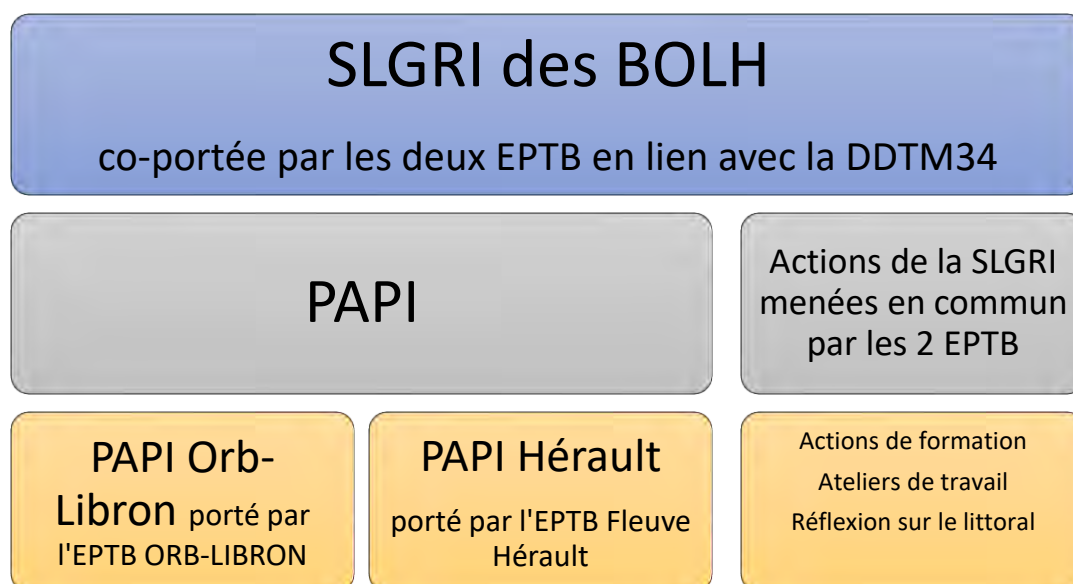 SLGRI des BOLH
co-portée par les deux EPTB en lien avec la DDTM34
PAPI
Actions de la SLGRI
menées en commun
par les 2 EPTB
PAPI Orb-
Libron porté par
l'EPTB ORB-LIBRON
PAPI Hérault
porté par l'EPTB Fleuve
Hérault
Actions de formation
Ateliers de travail
Réflexion sur le littoral